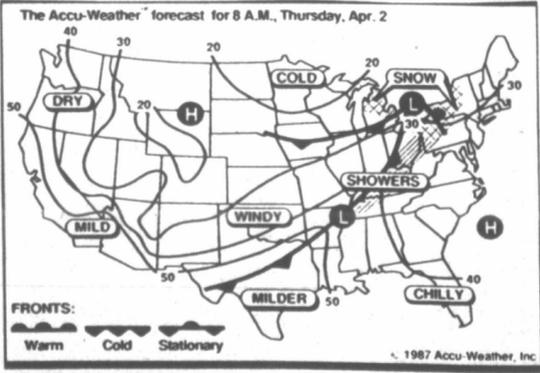 The Accu-Weather™ forecast for 8 A.M., Thursday, Apr. 2
40
30
20
COLD
20
SNOW
30
DRY
50
20
H
L
30
SHOWERS
WINDY
L
MILD
H
50
MILDER
50
40
CHILLY
FRONTS:
Warm
Cold
Stationary
© 1987 Accu-Weather, Inc